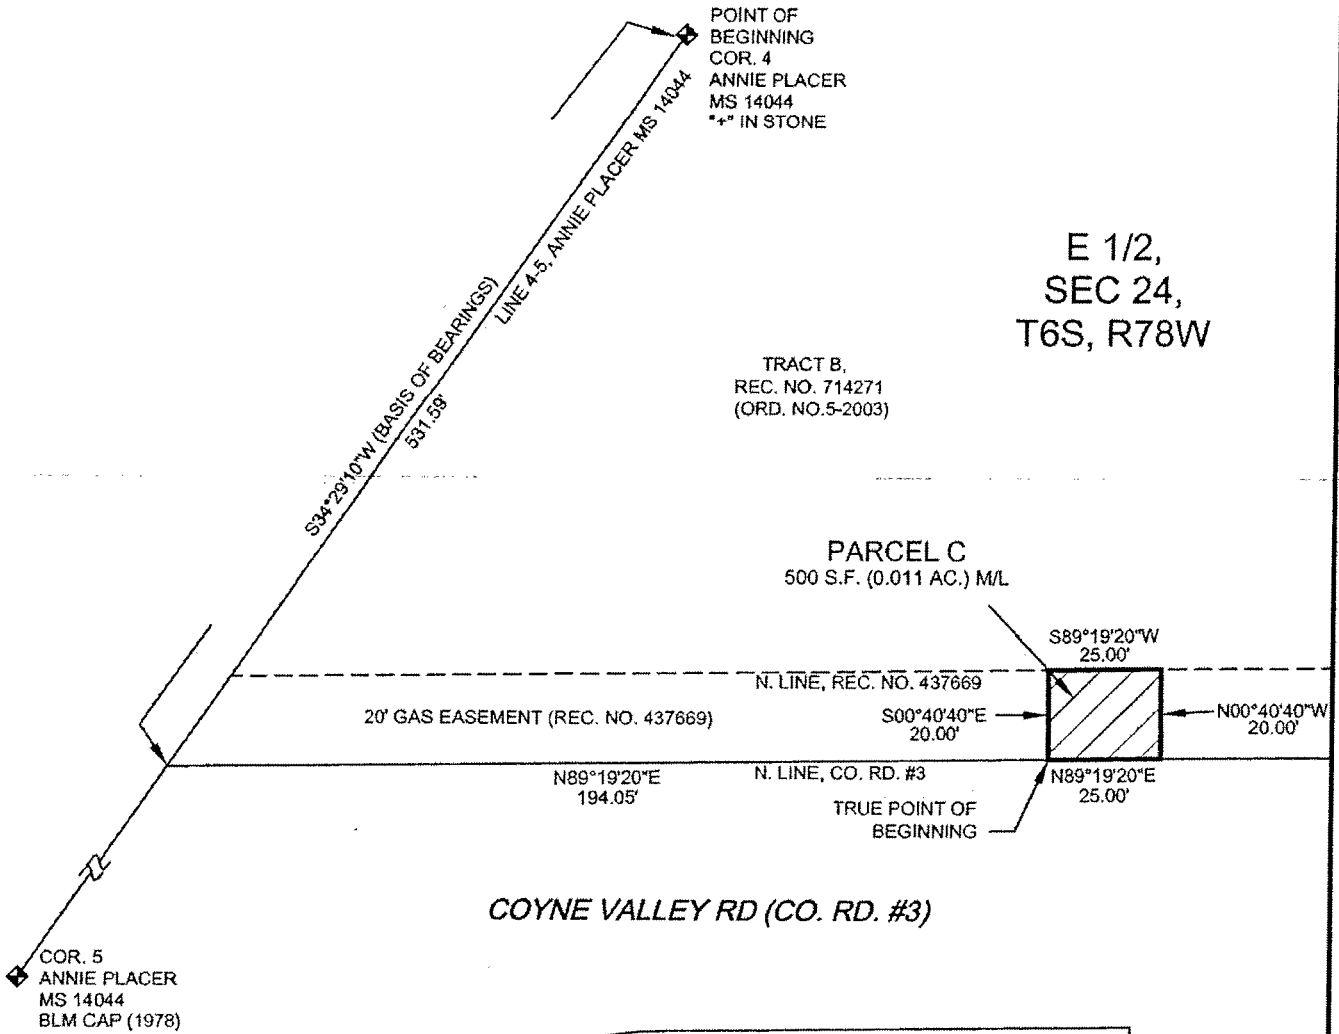 POINT OF
BEGINNING
COR. 4
ANNIE PLACER
MS 14044
"+" IN STONE
LINE 4-5, ANNIE PLACER MS 14044
S34°29'10"W (BASIS OF BEARINGS)
531.59'
E 1/2,
SEC 24,
T6S, R78W
TRACT B,
REC. NO. 714271
(ORD. NO.5-2003)
PARCEL C
500 S.F. (0.011 AC.) M/L
S89°19'20"W
25.00'
N. LINE, REC. NO. 437669
20' GAS EASEMENT (REC. NO. 437669)
S00°40'40"E
20.00'
N00°40'40"W
20.00'
N89°19'20"E
194.05'
N. LINE, CO. RD. #3
N89°19'20"E
25.00'
TRUE POINT OF
BEGINNING
COYNE VALLEY RD (CO. RD. #3)
COR. 5
ANNIE PLACER
MS 14044
BLM CAP (1978)